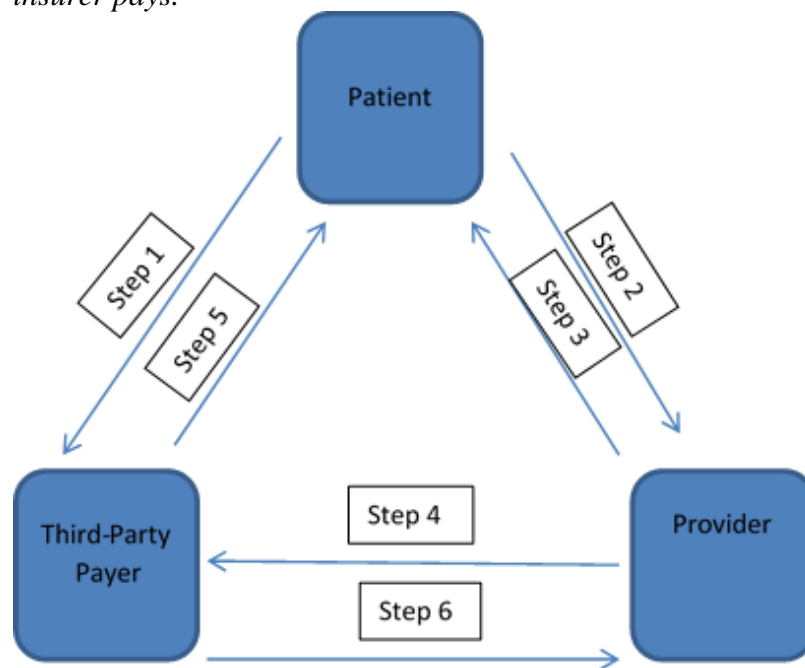 insurer pays.
Patient
Step 1
Step 5
Step 2
Step 3
Third-Party
Payer
Step 4
Provider
Step 6